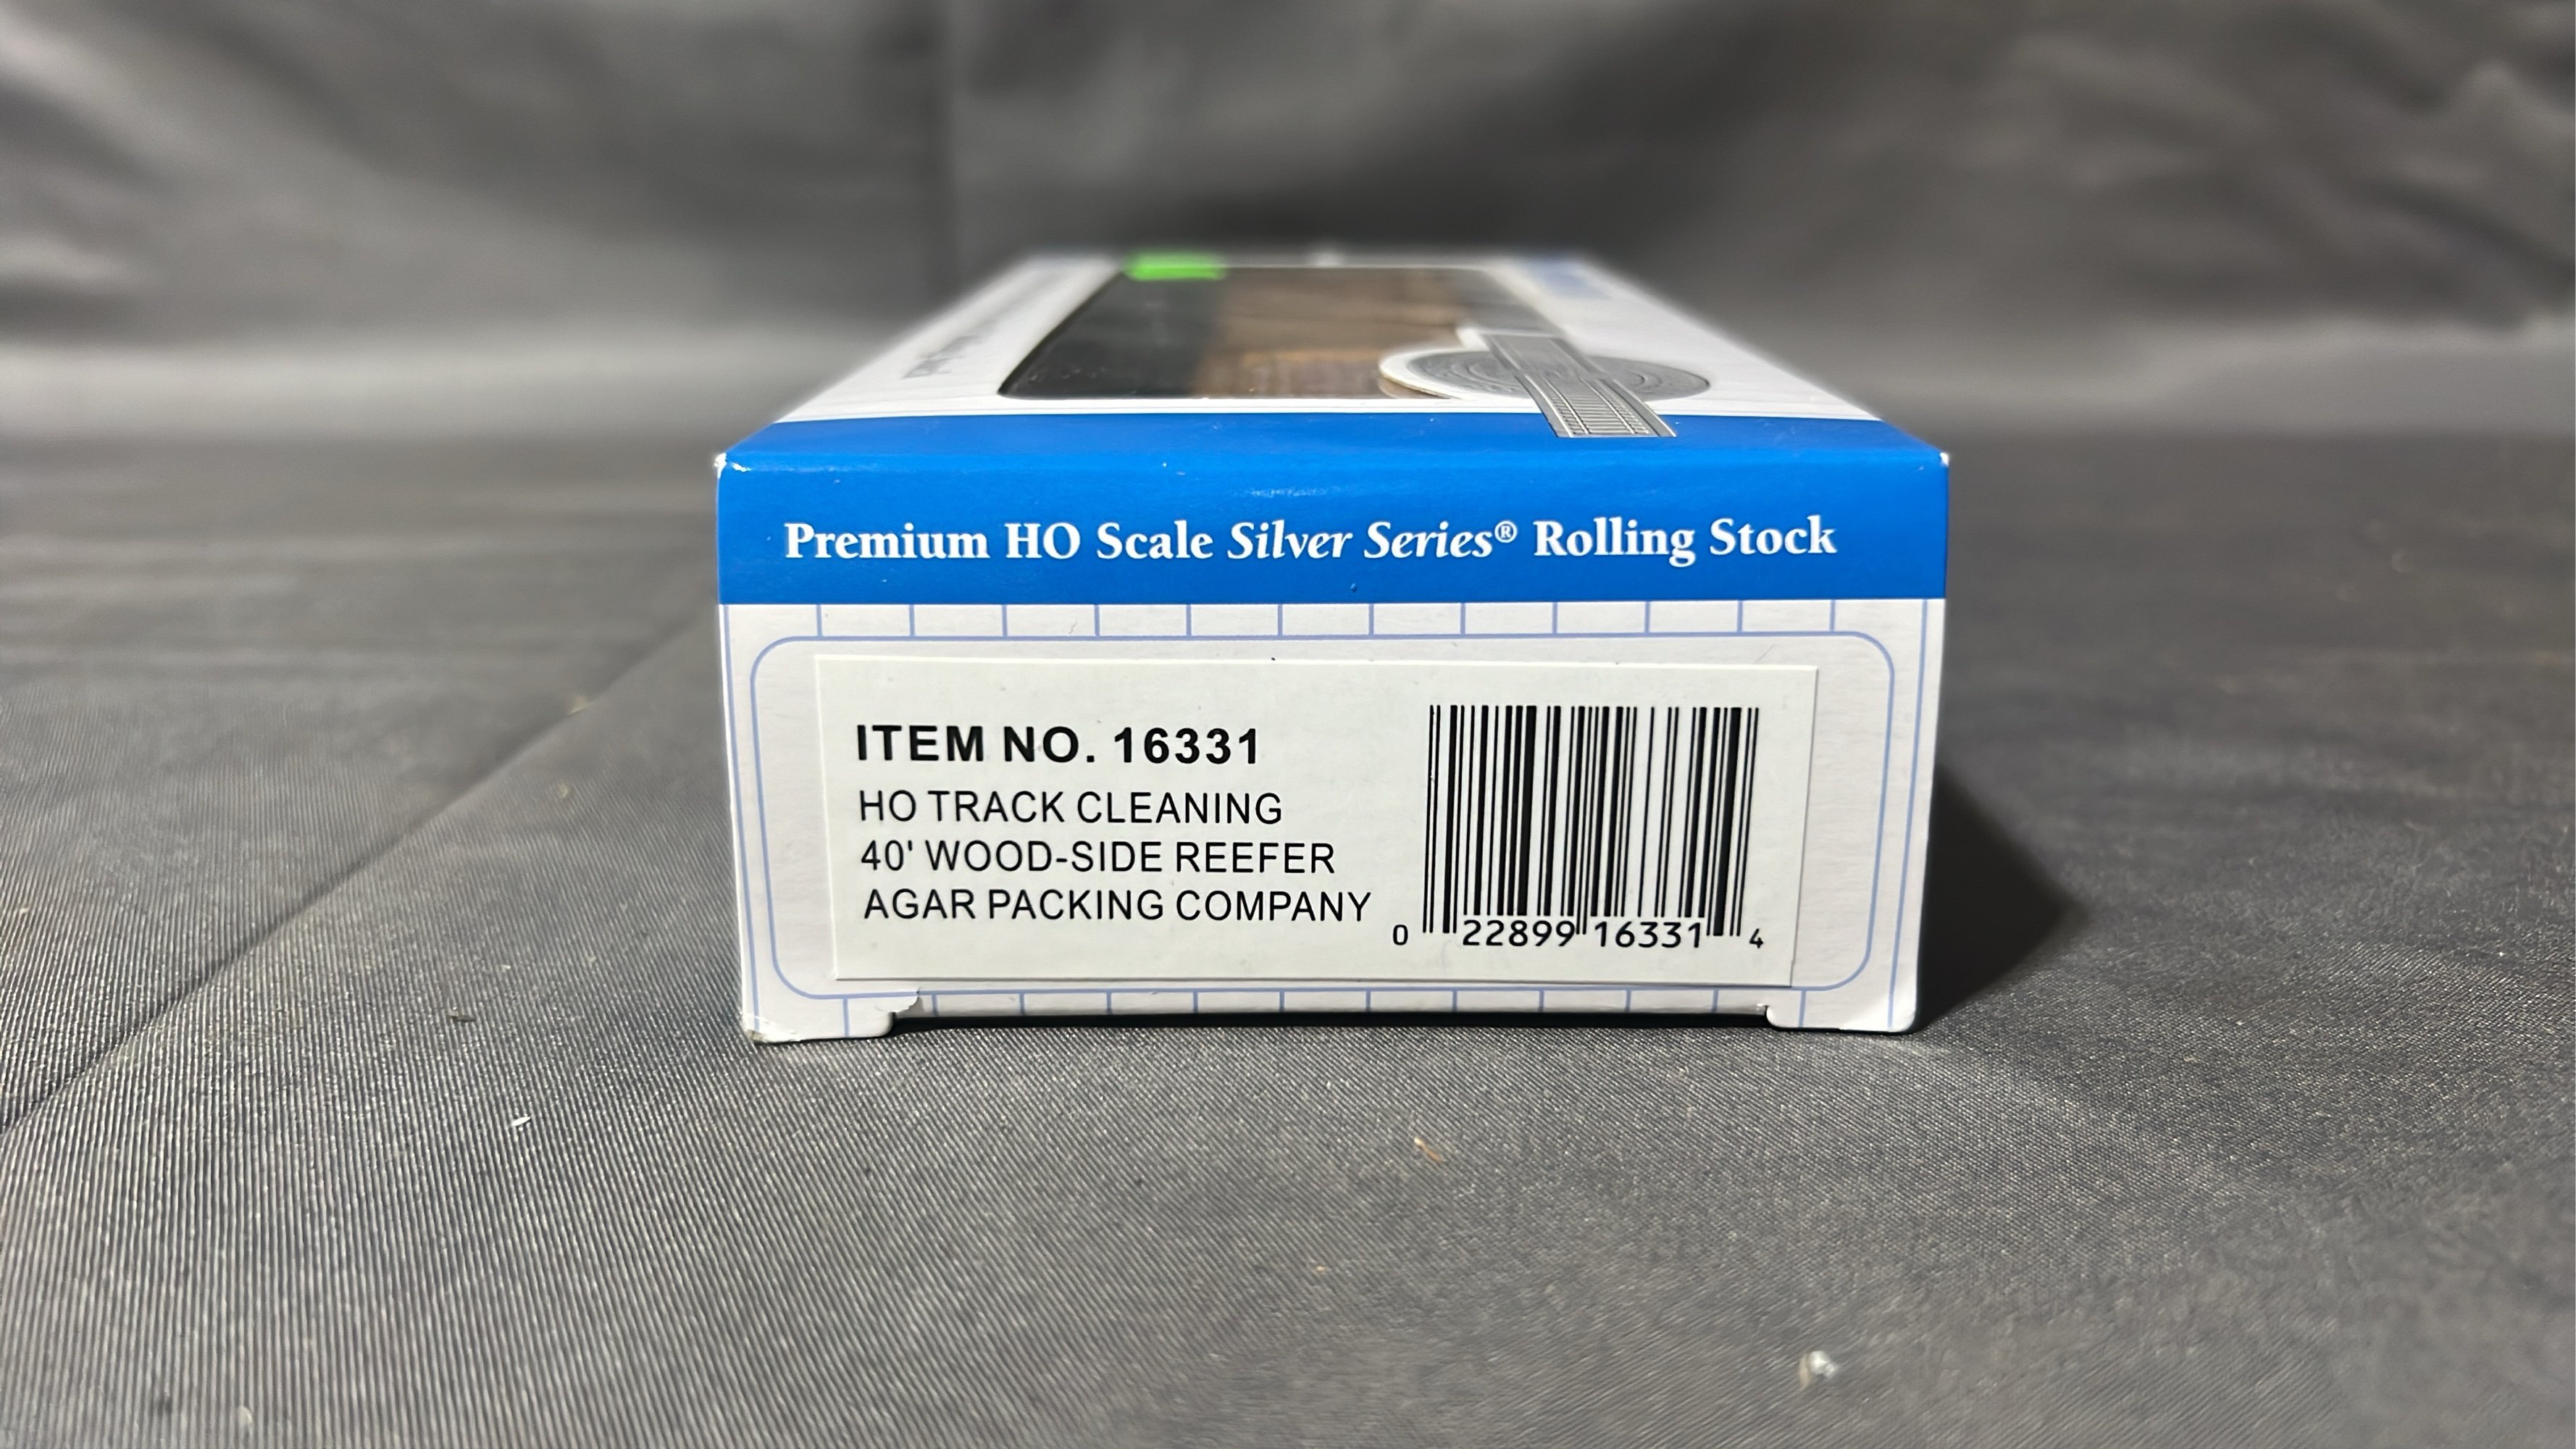 Premium HO Scale Silver Series® Rolling Stock
ITEM NO. 16331
HO TRACK CLEANING
40' WOOD-SIDE REEFER
AGAR PACKING COMPANY
0 22899 16331 4